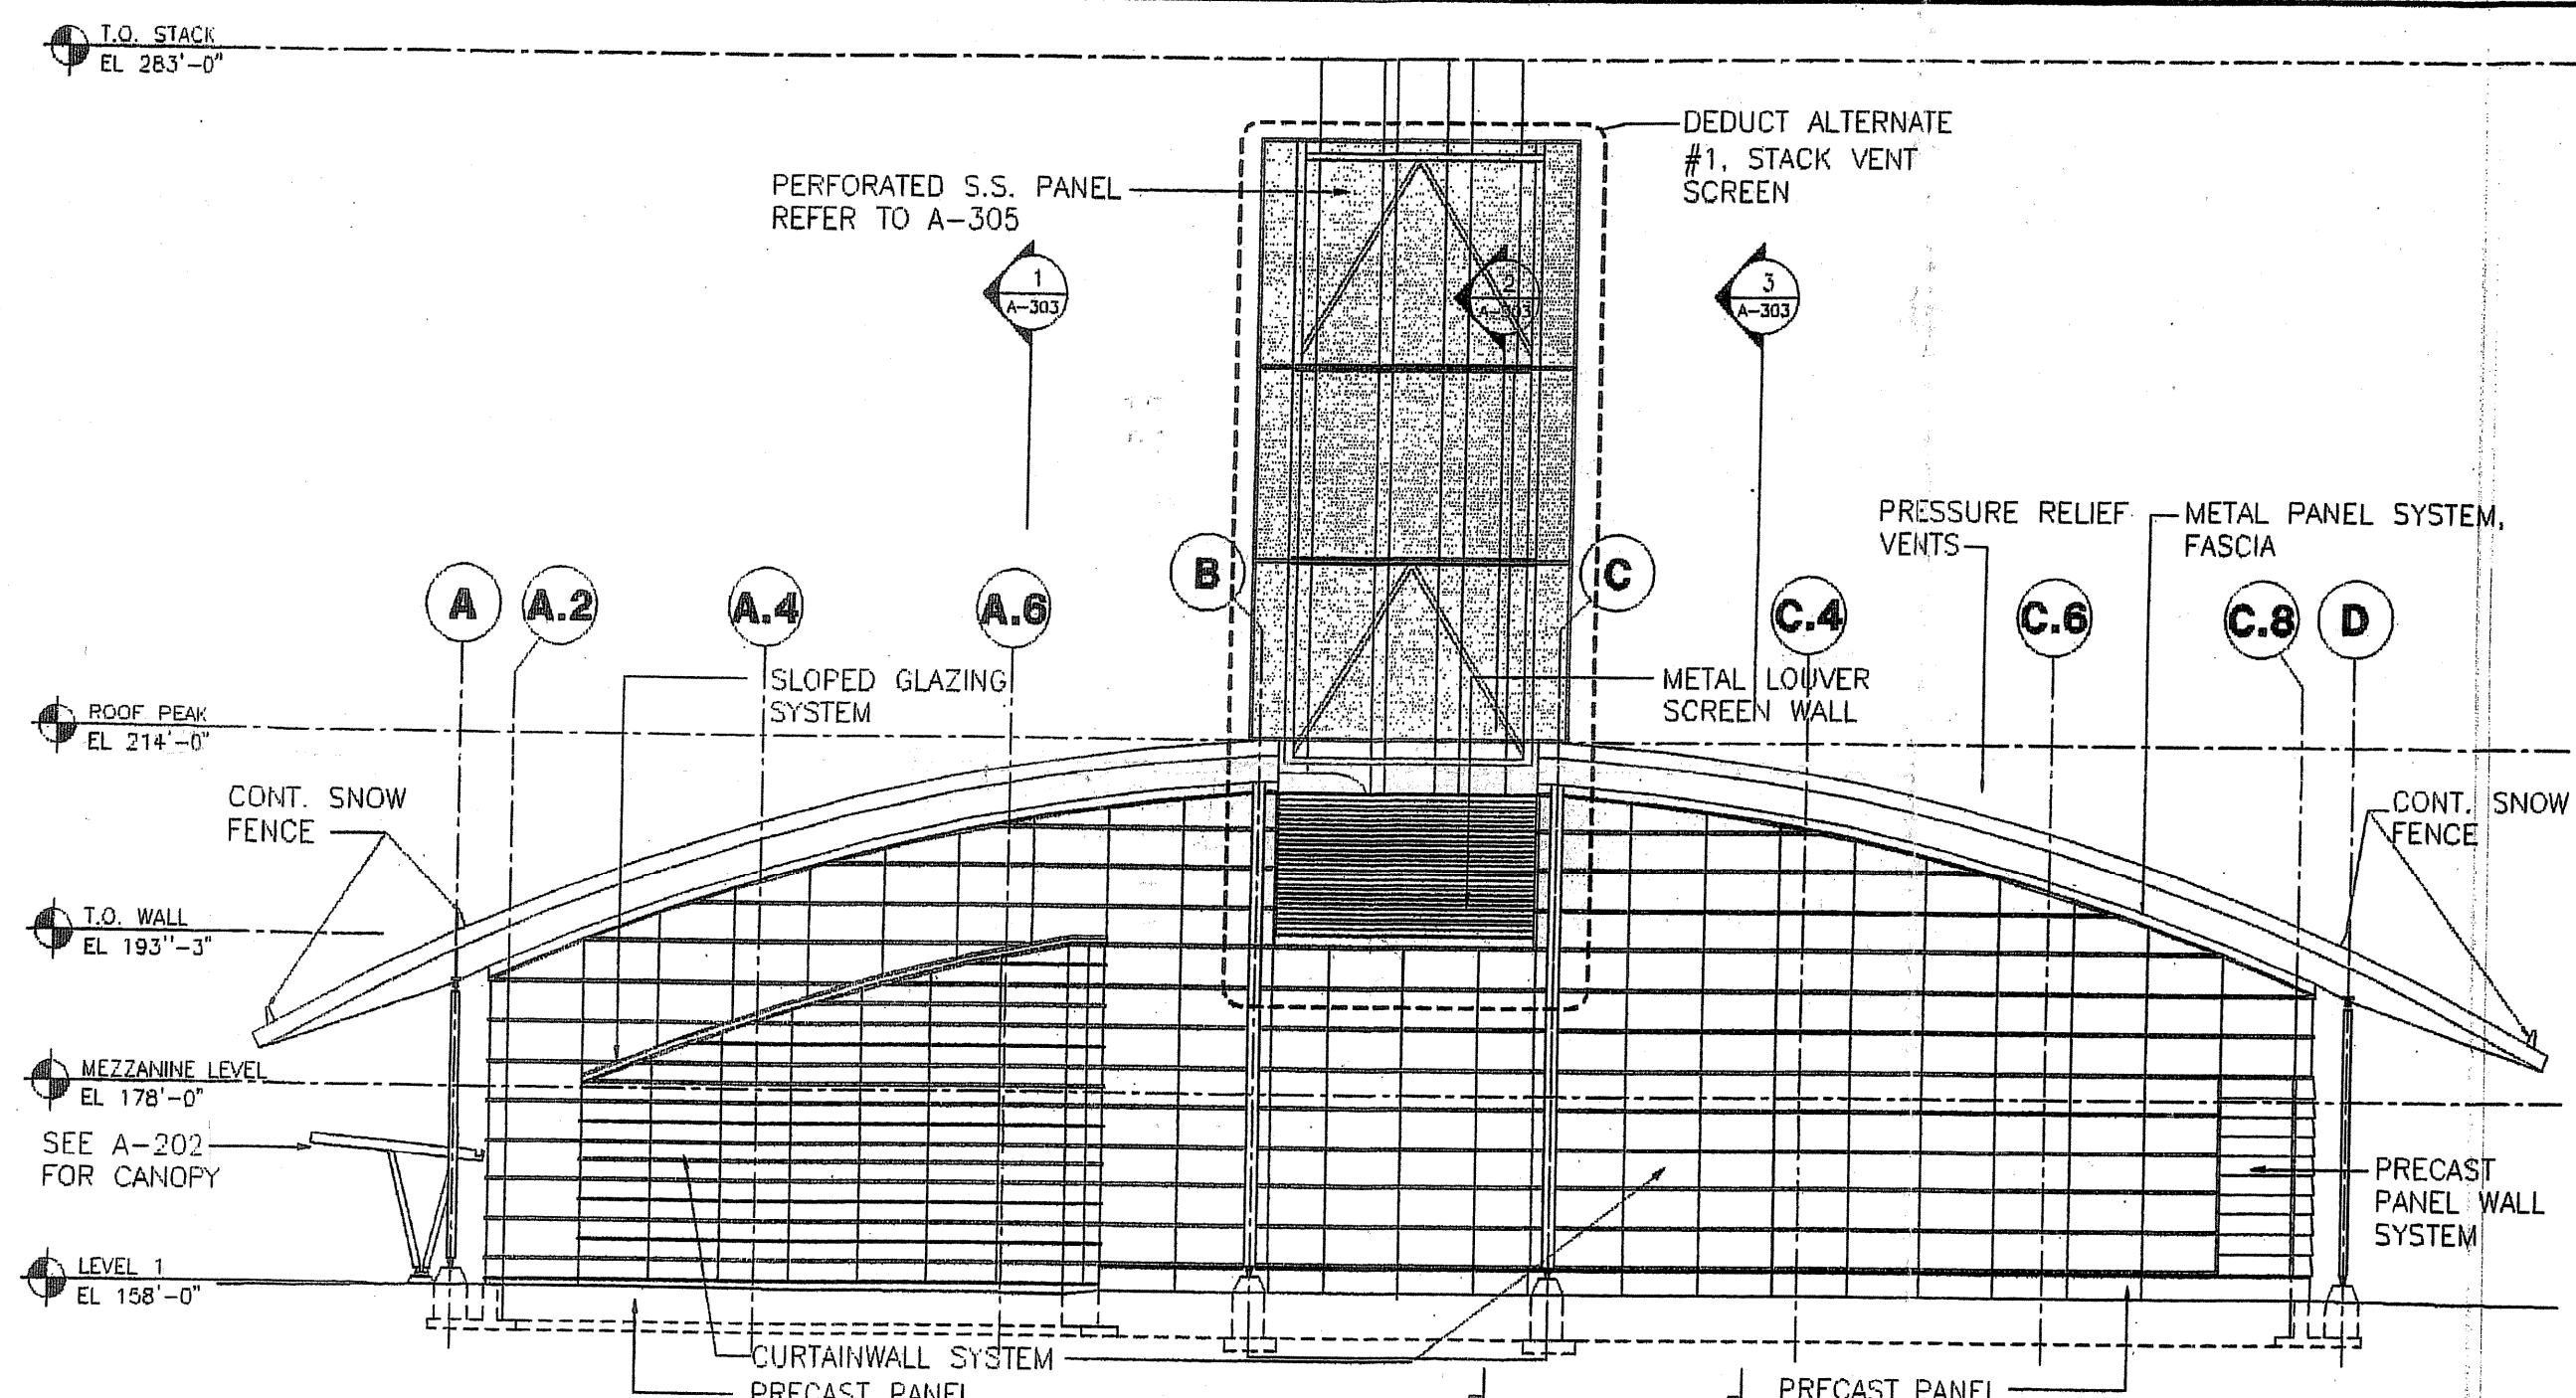 T.O. STACK
EL 283'-0"
DEDUCT ALTERNATE
#1, STACK VENT
SCREEN
PERFORATED S.S. PANEL
REFER TO A-305
1
A-303
2
A-303
3
A-303
PRESSURE RELIEF
VENTS
METAL PANEL SYSTEM,
FASCIA
A
A.2
A.4
A.6
B
C
C.4
C.6
C.8
D
SLOPED GLAZING
SYSTEM
METAL LOUVER
SCREEN WALL
ROOF PEAK
EL 214'-0"
CONT. SNOW
FENCE
CONT. SNOW
FENCE
T.O. WALL
EL 193''-3"
MEZZANINE LEVEL
EL 178'-0"
SEE A-202
FOR CANOPY
PRECAST
PANEL WALL
SYSTEM
LEVEL 1
EL 158'-0"
CURTAINWALL SYSTEM
PRECAST PANEL
PRECAST PANEL